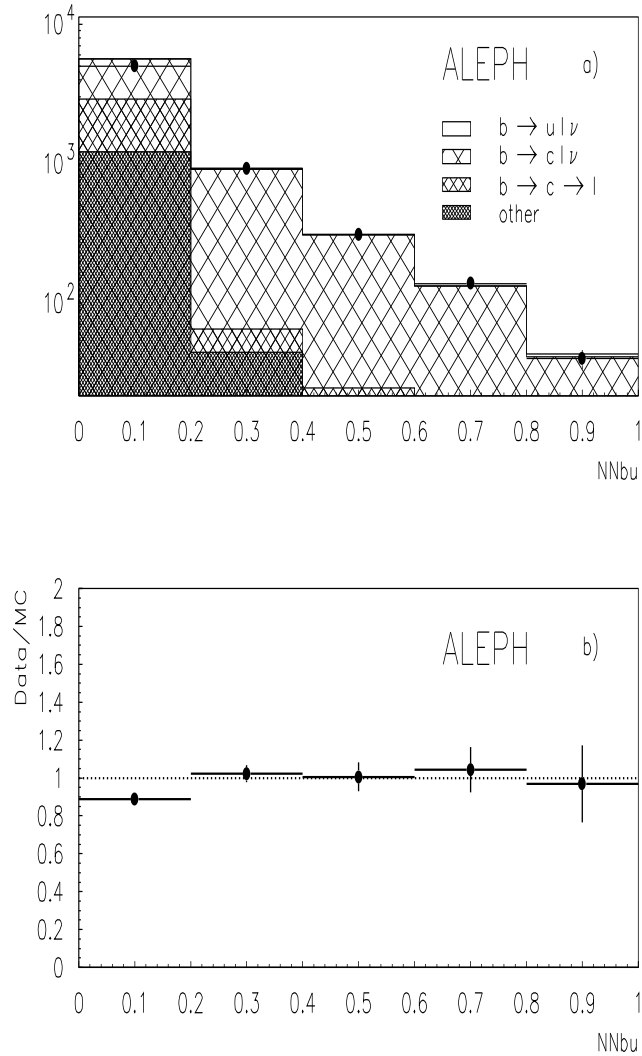 10^4
ALEPH a)
b → u l ν
b → c l ν
10^3
b → c → l
other
10^2
0 0.1 0.2 0.3 0.4 0.5 0.6 0.7 0.8 0.9 1
NNbu
Data/MC
2
1.8
ALEPH b)
1.6
1.4
1.2
1
0.8
0.6
0.4
0.2
0
0 0.1 0.2 0.3 0.4 0.5 0.6 0.7 0.8 0.9 1
NNbu